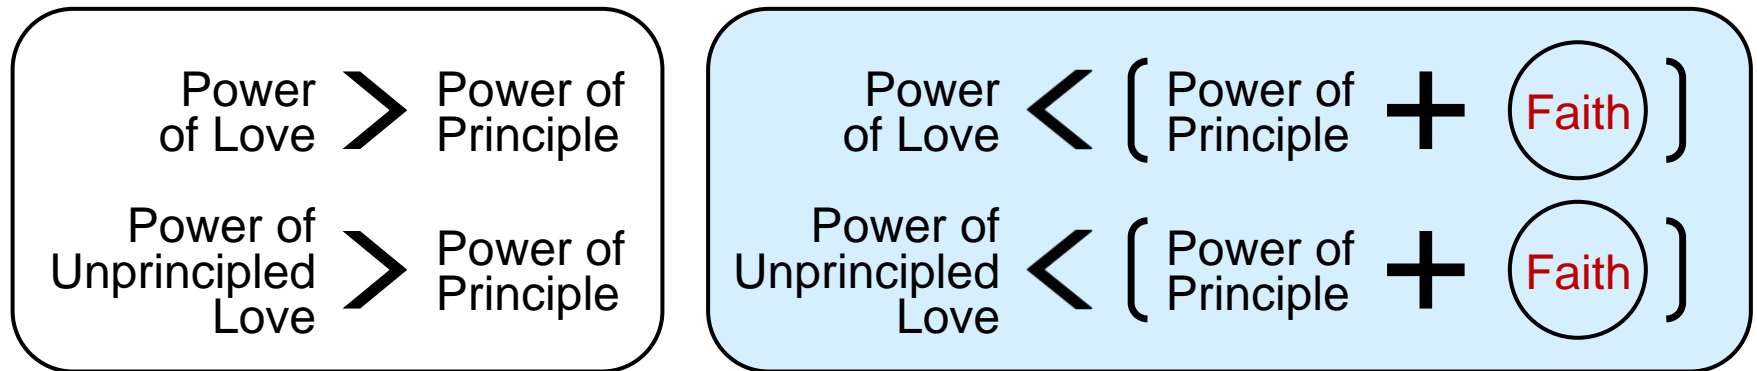 Power
of Love
>
Power of
Principle
Power of
Unprincipled
Love
>
Power of
Principle
Power
of Love
<
(
Power of
Principle
+
Faith
)
Power of
Unprincipled
Love
<
(
Power of
Principle
+
Faith
)